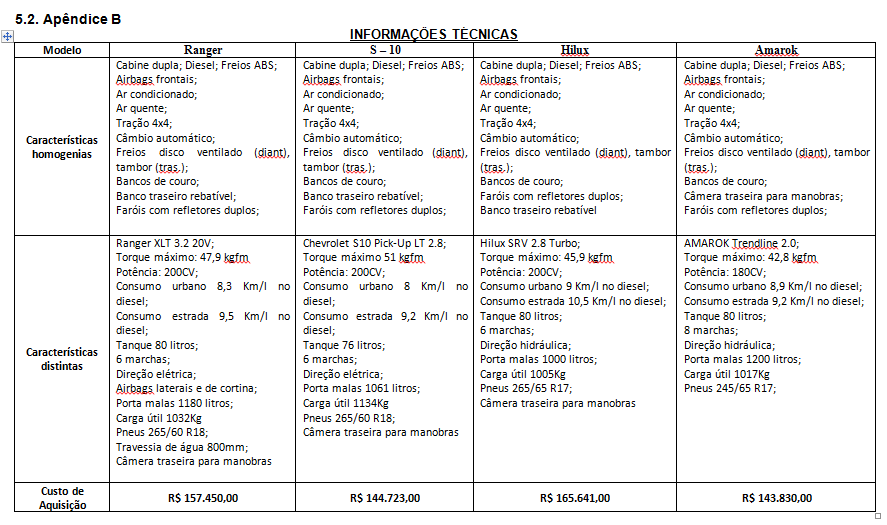 5.2. Apêndice B
INFORMAÇÕES TÉCNICAS
Modelo
Ranger
S – 10
Hilux
Amarok
Características
homogenias
Cabine dupla; Diesel; Freios ABS;
Airbags frontais;
Ar condicionado;
Ar quente;
Tração 4x4;
Câmbio automático;
Freios disco ventilado (diant),
tambor (tras.);
Bancos de couro;
Banco traseiro rebatível;
Faróis com refletores duplos;
Cabine dupla; Diesel; Freios ABS;
Airbags frontais;
Ar condicionado;
Ar quente;
Tração 4x4;
Câmbio automático;
Freios disco ventilado (diant),
tambor (tras.);
Bancos de couro;
Banco traseiro rebatível;
Faróis com refletores duplos;
Cabine dupla; Diesel; Freios ABS;
Airbags frontais;
Ar condicionado;
Ar quente;
Tração 4x4;
Câmbio automático;
Freios disco ventilado (diant), tambor
(tras.);
Bancos de couro;
Faróis com refletores duplos;
Banco traseiro rebatível
Cabine dupla; Diesel; Freios ABS;
Airbags frontais;
Ar condicionado;
Ar quente;
Tração 4x4;
Câmbio automático;
Freios disco ventilado (diant), tambor
(tras.);
Bancos de couro;
Câmera traseira para manobras;
Faróis com refletores duplos;
Características
distintas
Ranger XLT 3.2 20V;
Torque máximo: 47,9 kgfm
Potência: 200CV;
Consumo urbano 8,3 Km/l no
diesel;
Consumo estrada 9,5 Km/l no
diesel;
Tanque 80 litros;
6 marchas;
Direção elétrica;
Airbags laterais e de cortina;
Porta malas 1180 litros;
Carga útil 1032Kg
Pneus 265/60 R18;
Travessia de água 800mm;
Câmera traseira para manobras
Chevrolet S10 Pick-Up LT 2.8;
Torque máximo 51 kgfm
Potência: 200CV;
Consumo urbano 8 Km/l no
diesel;
Consumo estrada 9,2 Km/l no
diesel;
Tanque 76 litros;
6 marchas;
Direção elétrica;
Porta malas 1061 litros;
Carga útil 1134Kg
Pneus 265/60 R18;
Câmera traseira para manobras
Hilux SRV 2.8 Turbo;
Torque máximo: 45,9 kgfm
Potência: 200CV;
Consumo urbano 9 Km/l no diesel;
Consumo estrada 10,5 Km/l no diesel;
Tanque 80 litros;
6 marchas;
Direção hidráulica;
Porta malas 1000 litros;
Carga útil 1005Kg
Pneus 265/65 R17;
Câmera traseira para manobras
AMAROK Trendline 2.0;
Torque máximo: 42,8 kgfm
Potência: 180CV;
Consumo urbano 8,9 Km/l no diesel;
Consumo estrada 9,2 Km/l no diesel;
Tanque 80 litros;
8 marchas;
Direção hidráulica;
Porta malas 1200 litros;
Carga útil 1017Kg
Pneus 245/65 R17;
Custo de
Aquisição
R$ 157.450,00
R$ 144.723,00
R$ 165.641,00
R$ 143.830,00